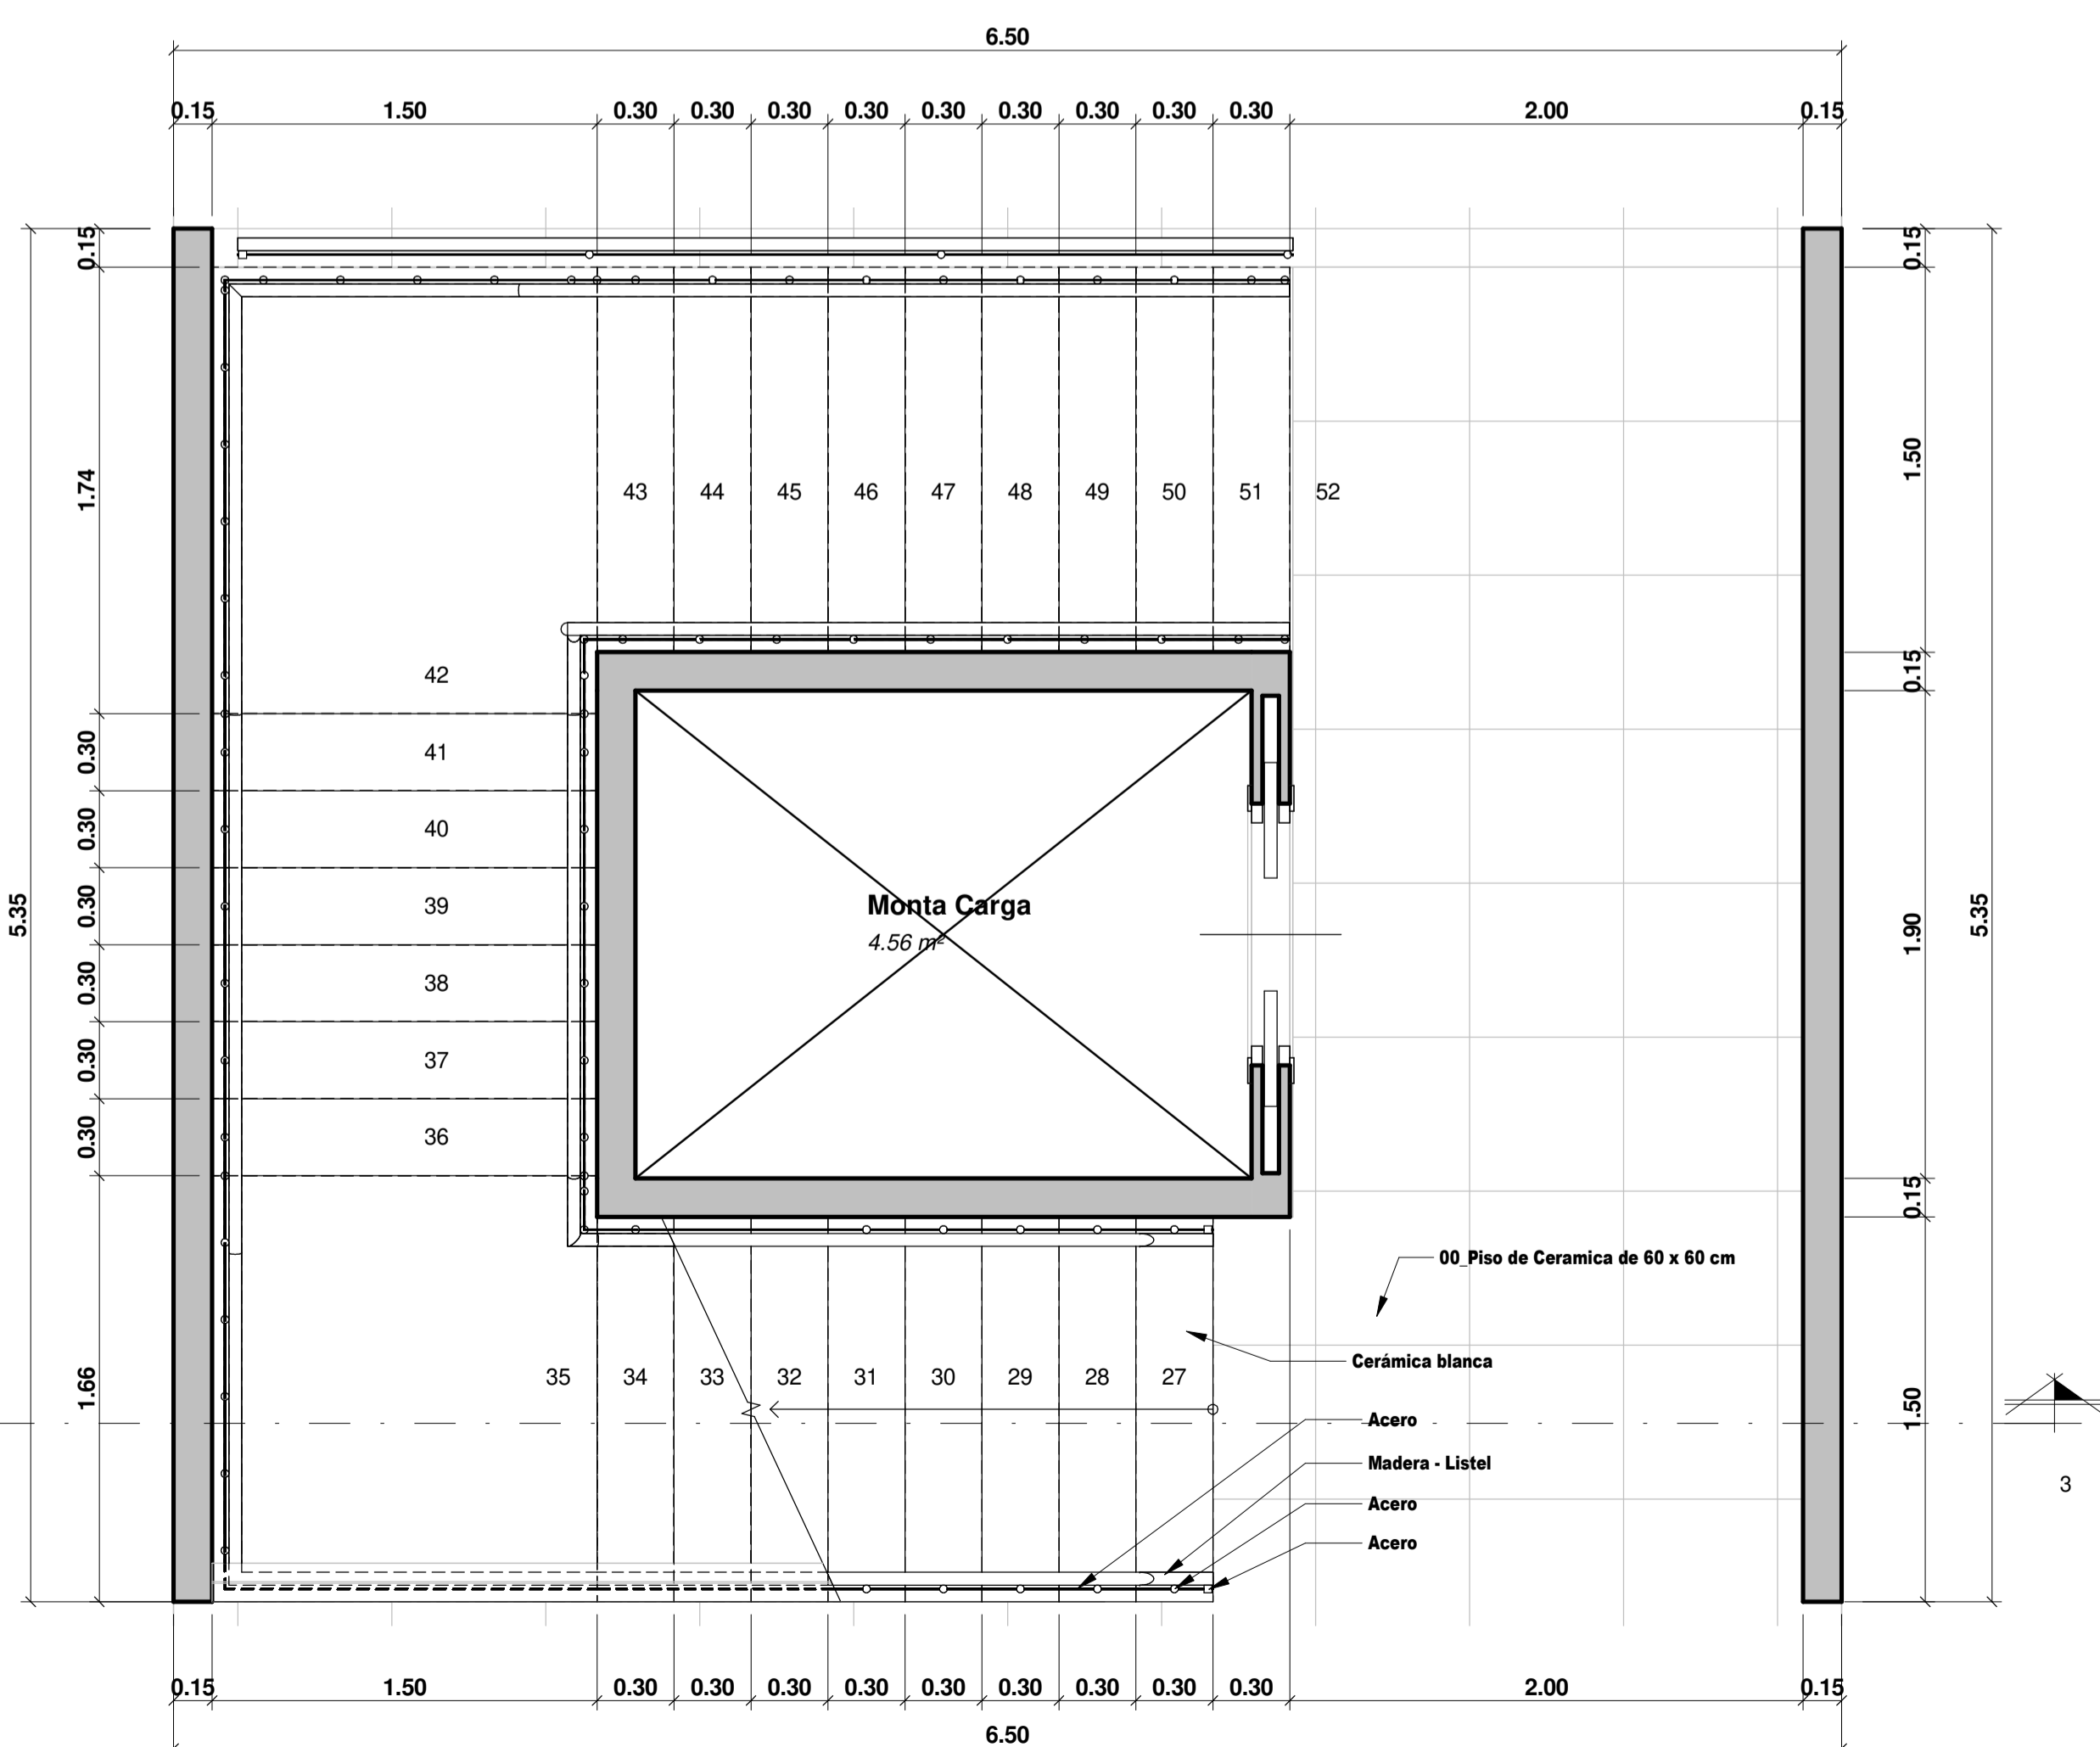 6.50
0.15 1.50 0.30 0.30 0.30 0.30 0.30 0.30 0.30 0.30 0.30 2.00 0.15
0.15
1.74
0.30
0.30
0.30
0.30
0.30
0.30
1.66
5.35
43 44 45 46 47 48 49 50 51 52
42
41
40
39
38
37
36
Monta Carga
4.56 m²
35 34 33 32 31 30 29 28 27
00_Piso de Ceramica de 60 x 60 cm
Cerámica blanca
Acero
Madera - Listel
Acero
Acero
0.15
1.50
0.15
1.90
0.15
1.50
5.35
3
0.15 1.50 0.30 0.30 0.30 0.30 0.30 0.30 0.30 0.30 0.30 2.00 0.15
6.50